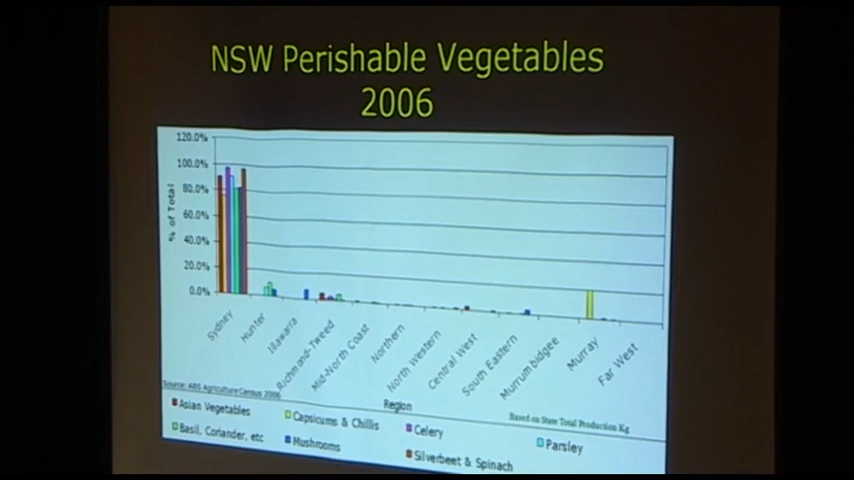 NSW Perishable Vegetables
2006
120.0%
100.0%
80.0%
60.0%
40.0%
20.0%
0.0%
% of Total
Sydney
Hunter
Illawarra
Richmond-Tweed
Mid-North Coast
Northern
North Western
Central West
South Eastern
Murrumbidgee
Murray
Far West
Source: ABS Agriculture Census 2006
Region
Based on State Total Production Kg
Asian Vegetables
Capsicums & Chillis
Celery
Parsley
Basil, Coriander, etc
Mushrooms
Silverbeet & Spinach